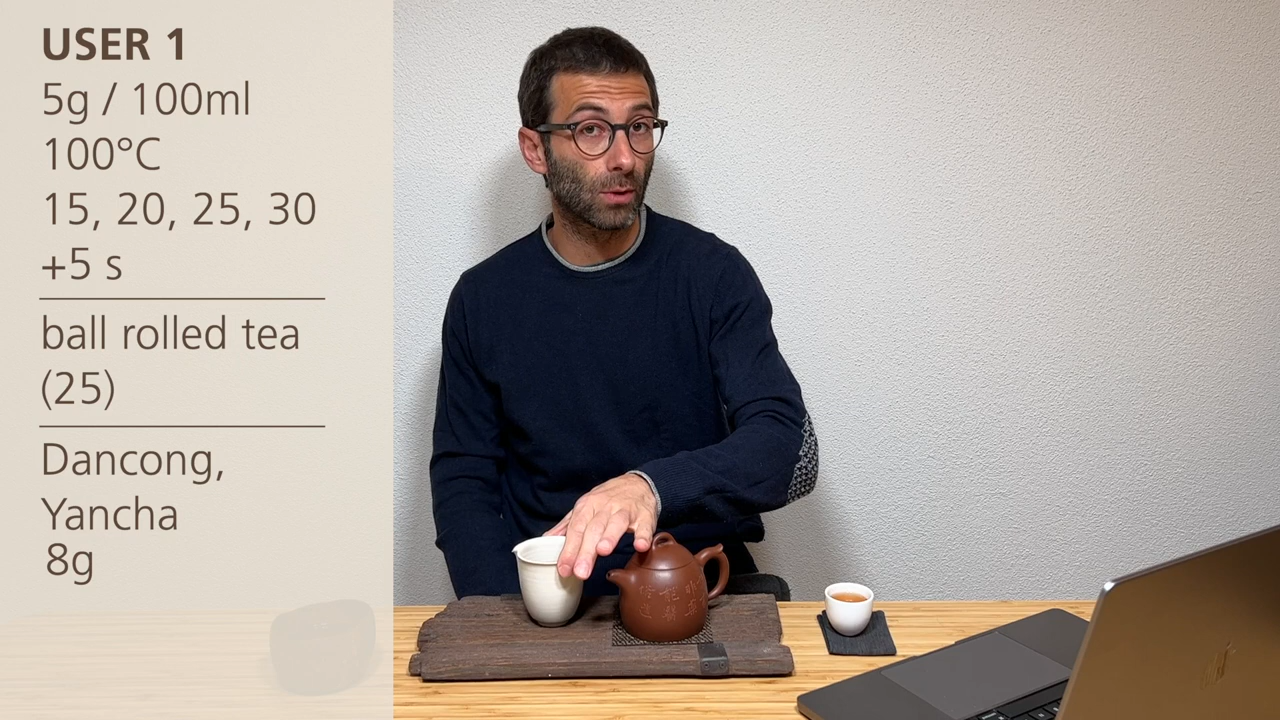 USER 1
5g / 100ml
100°C
15, 20, 25, 30
+5 s
ball rolled tea
(25)
Dancong,
Yancha
8g